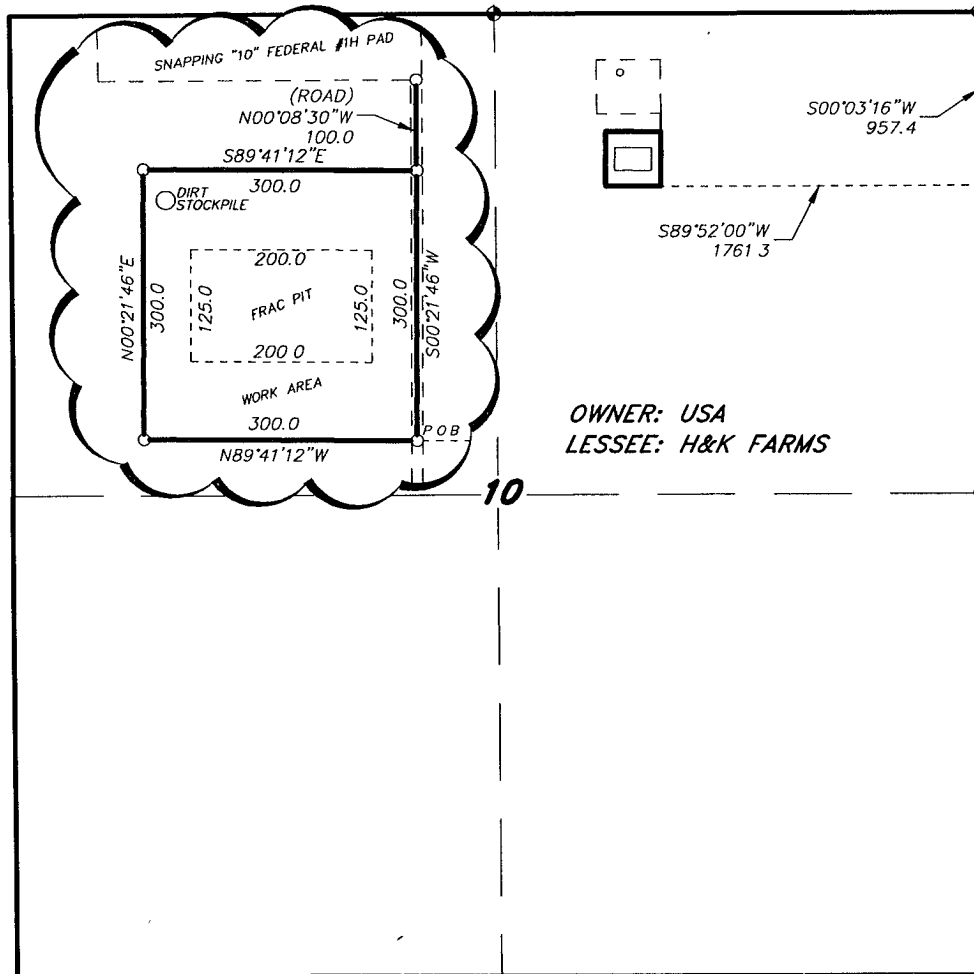 SNAPPING "10" FEDERAL #1H PAD
(ROAD)
N00°08'30"W
100.0
S89°41'12"E
300.0
DIRT
STOCKPILE
N00°21'46"E
300.0
200.0
125.0
FRAC PIT
125.0
200 0
300.0
S00°21'46"W
WORK AREA
300.0
P O B
N89°41'12"W
S00°03'16"W
957.4
S89°52'00"W
1761 3
OWNER: USA
LESSEE: H&K FARMS
10